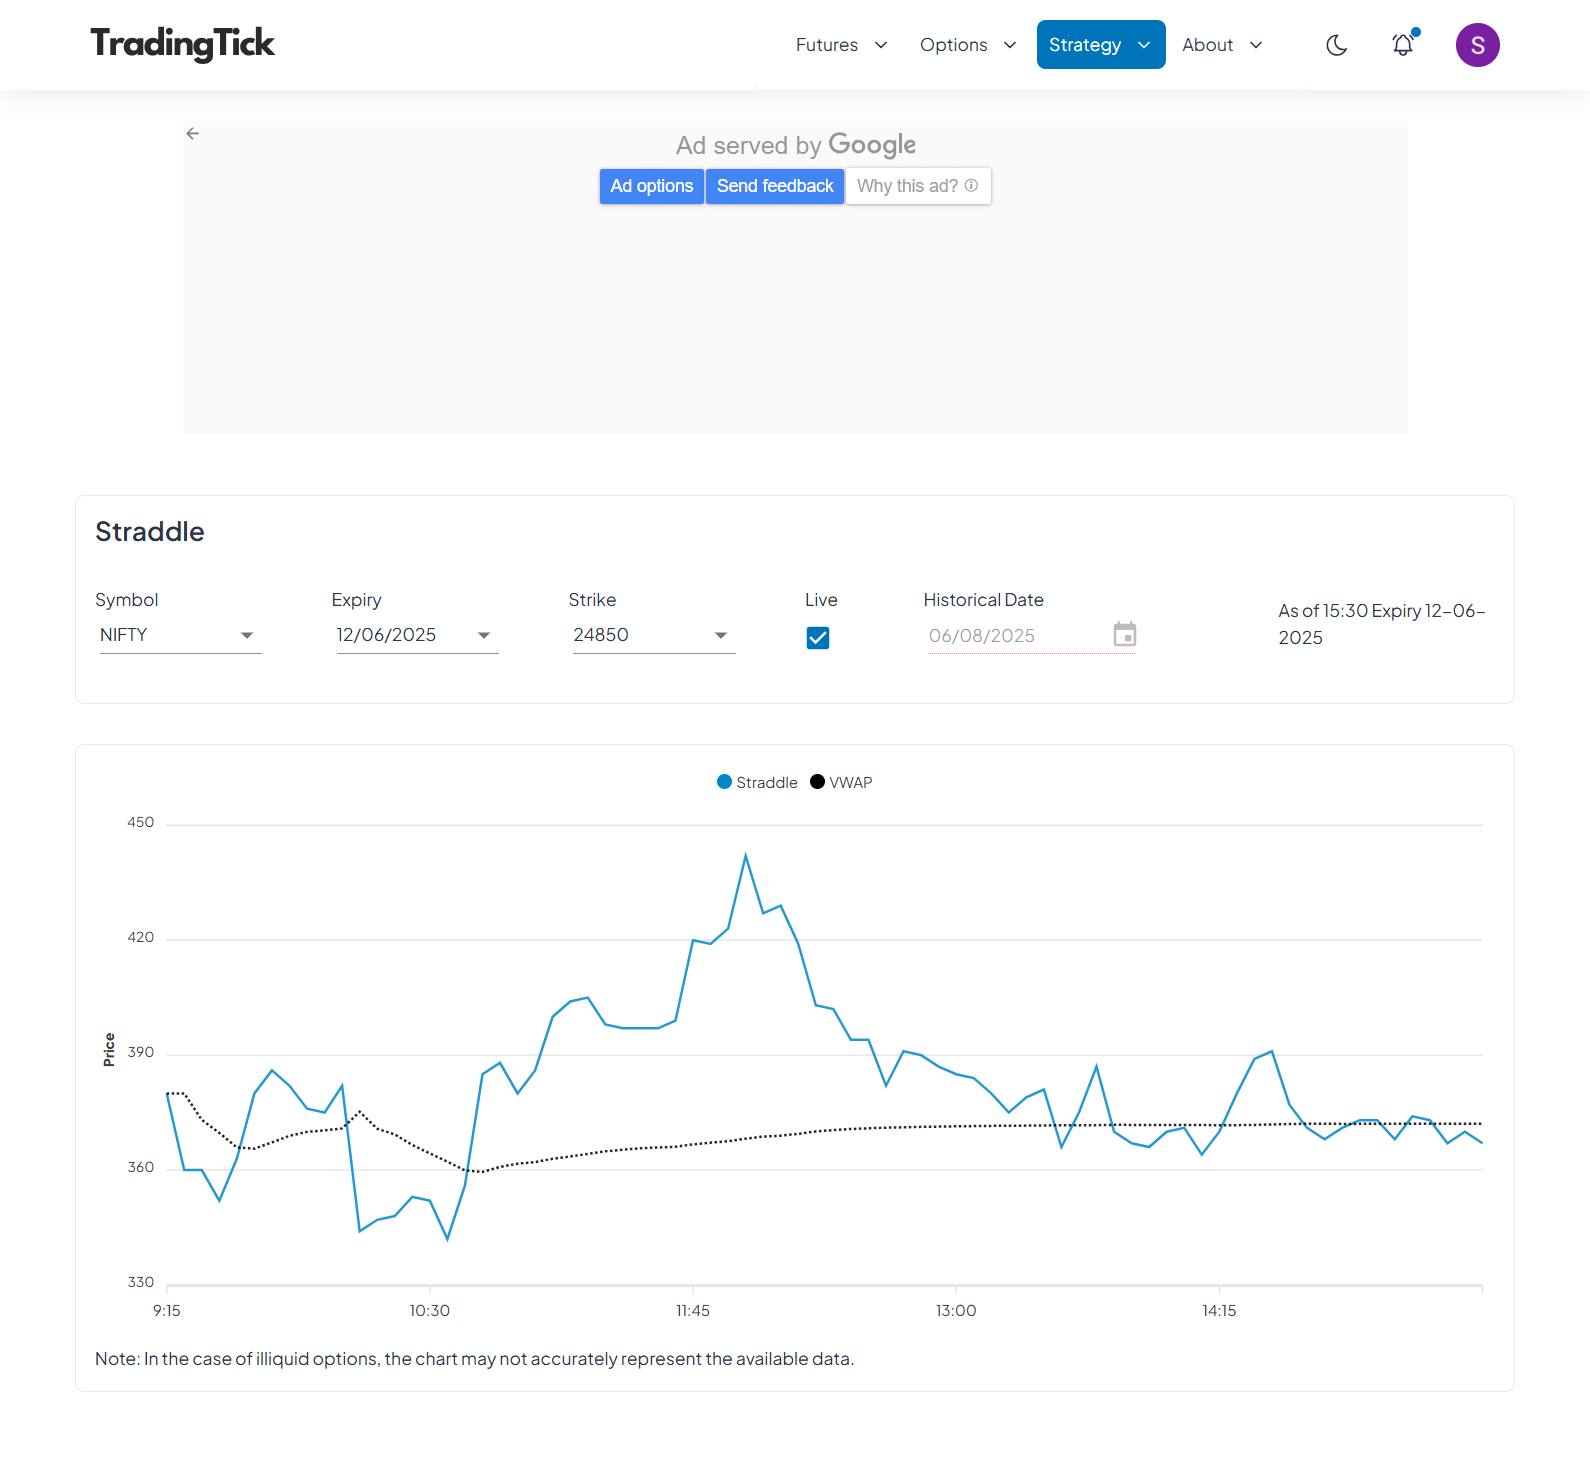 TradingTick
Futures Options Strategy About
S
Ad served by Google
Ad options Send feedback Why this ad?
Straddle
Symbol Expiry Strike Live Historical Date
NIFTY 12/06/2025 24850 06/08/2025
As of 15:30 Expiry 12-06-
2025
Straddle VWAP
450
420
390
360
330
Price
9:15 10:30 11:45 13:00 14:15
Note: In the case of illiquid options, the chart may not accurately represent the available data.